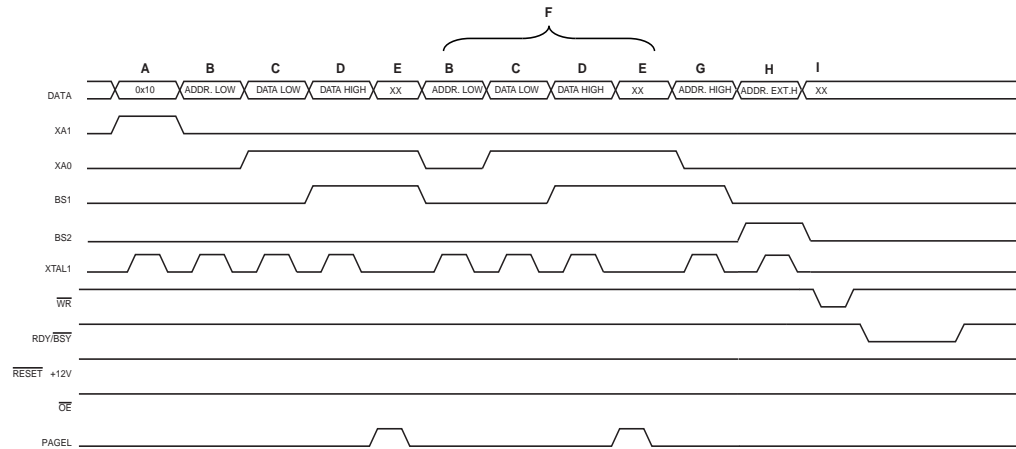 F
A B C D E B C D E G H I
DATA 0x10 ADDR. LOW DATA LOW DATA HIGH XX ADDR. LOW DATA LOW DATA HIGH XX ADDR. HIGH ADDR. EXT.H XX
XA1
XA0
BS1
BS2
XTAL1
WR
RDY/BSY
RESET +12V
OE
PAGEL